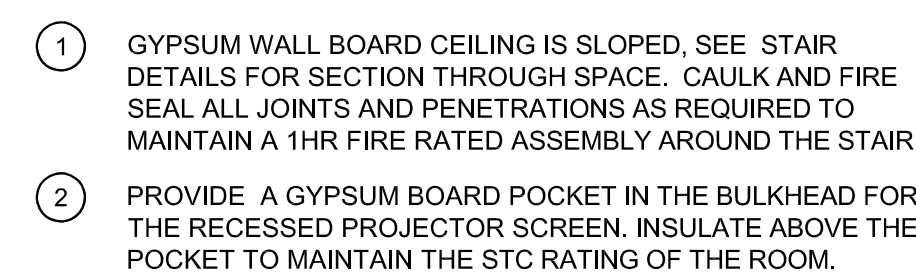 1 GYPSUM WALL BOARD CEILING IS SLOPED, SEE STAIR
DETAILS FOR SECTION THROUGH SPACE. CAULK AND FIRE
SEAL ALL JOINTS AND PENETRATIONS AS REQUIRED TO
MAINTAIN A 1HR FIRE RATED ASSEMBLY AROUND THE STAIR
2 PROVIDE A GYPSUM BOARD POCKET IN THE BULKHEAD FOR
THE RECESSED PROJECTOR SCREEN. INSULATE ABOVE THE
POCKET TO MAINTAIN THE STC RATING OF THE ROOM.